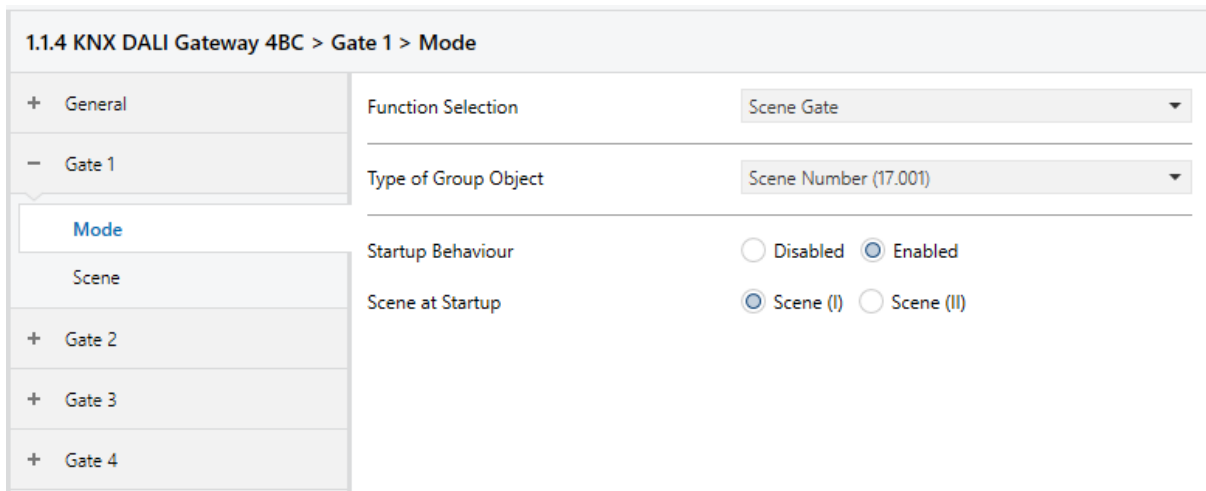 1.1.4 KNX DALI Gateway 4BC > Gate 1 > Mode
+ General
− Gate 1
Mode
Scene
+ Gate 2
+ Gate 3
+ Gate 4
Function Selection Scene Gate
Type of Group Object Scene Number (17.001)
Startup Behaviour Disabled Enabled
Scene at Startup Scene (I) Scene (II)